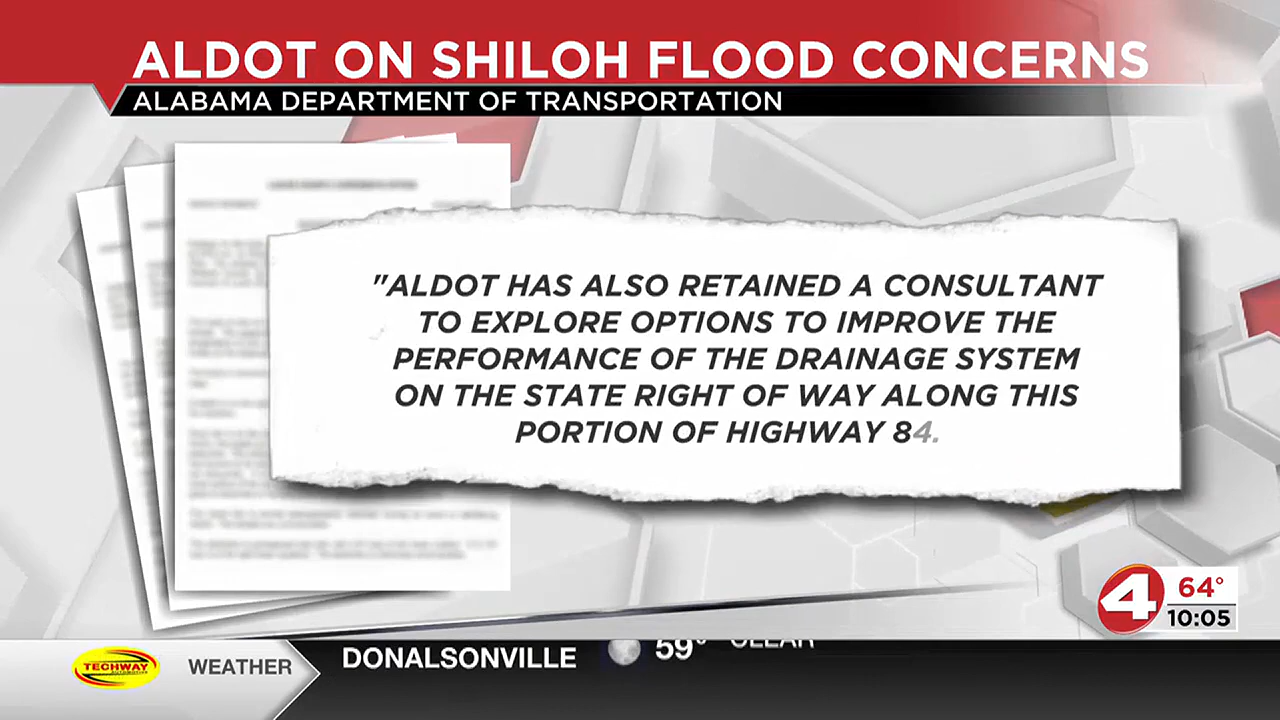 ALDOT ON SHILOH FLOOD CONCERNS
ALABAMA DEPARTMENT OF TRANSPORTATION
"ALDOT HAS ALSO RETAINED A CONSULTANT
TO EXPLORE OPTIONS TO IMPROVE THE
PERFORMANCE OF THE DRAINAGE SYSTEM
ON THE STATE RIGHT OF WAY ALONG THIS
PORTION OF HIGHWAY 84.
4
64°
10:05
TECHWAY
WEATHER
DONALSONVILLE
59°
CLEAR